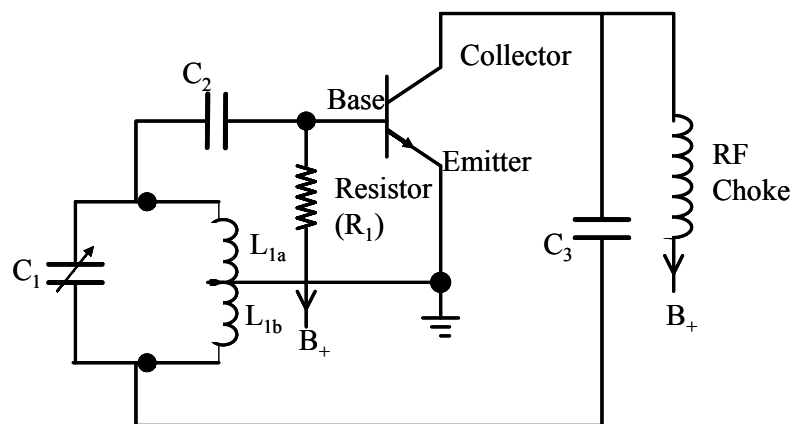 Collector
C2
Base
Emitter
RF
Choke
Resistor
(R1)
L1a
C3
C1
L1b
B+
B+